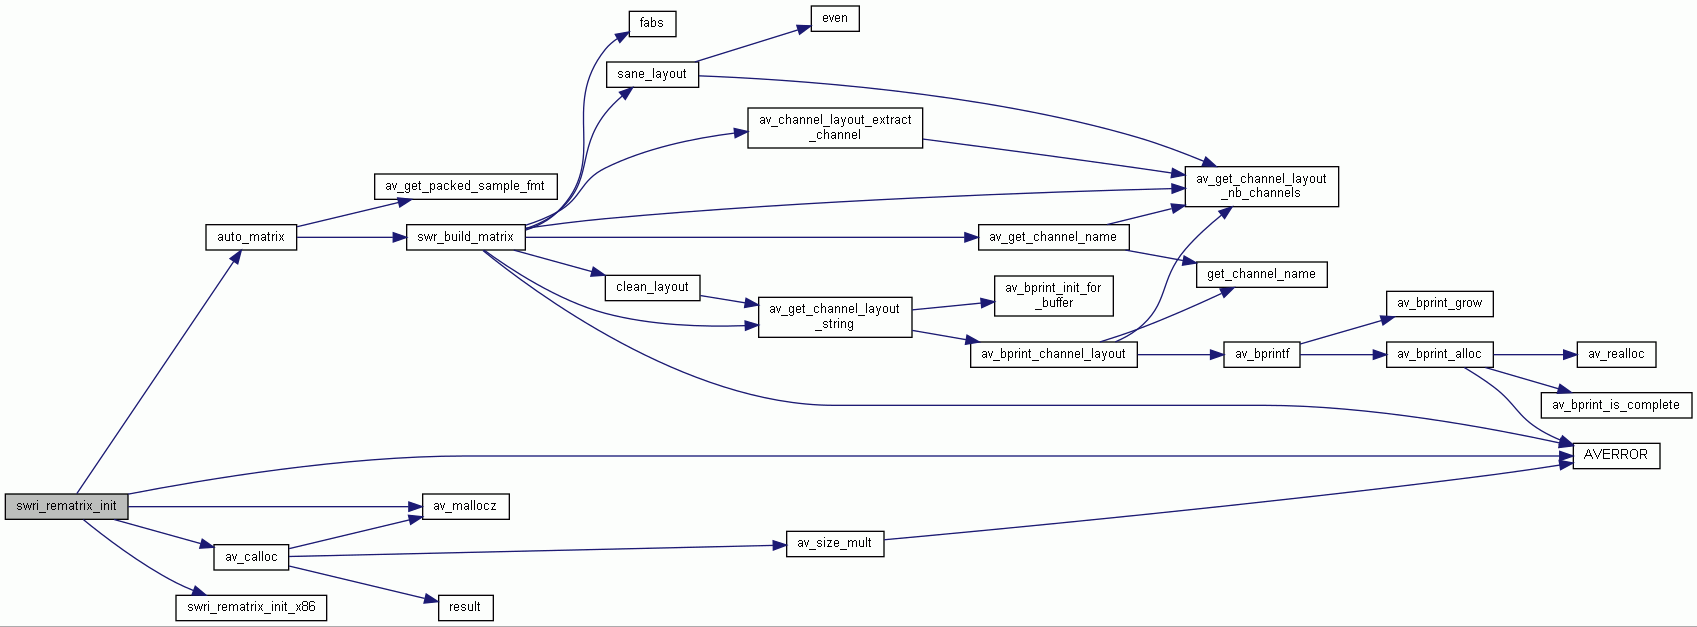 fabs
even
sane_layout
av_channel_layout_extract
_channel
av_get_packed_sample_fmt
av_get_channel_layout
_nb_channels
auto_matrix
swr_build_matrix
av_get_channel_name
get_channel_name
clean_layout
av_bprint_init_for
_buffer
av_get_channel_layout
_string
av_bprint_grow
av_bprint_channel_layout
av_bprintf
av_bprint_alloc
av_realloc
av_bprint_is_complete
AVERROR
swri_rematrix_init
av_mallocz
av_calloc
av_size_mult
swri_rematrix_init_x86
result